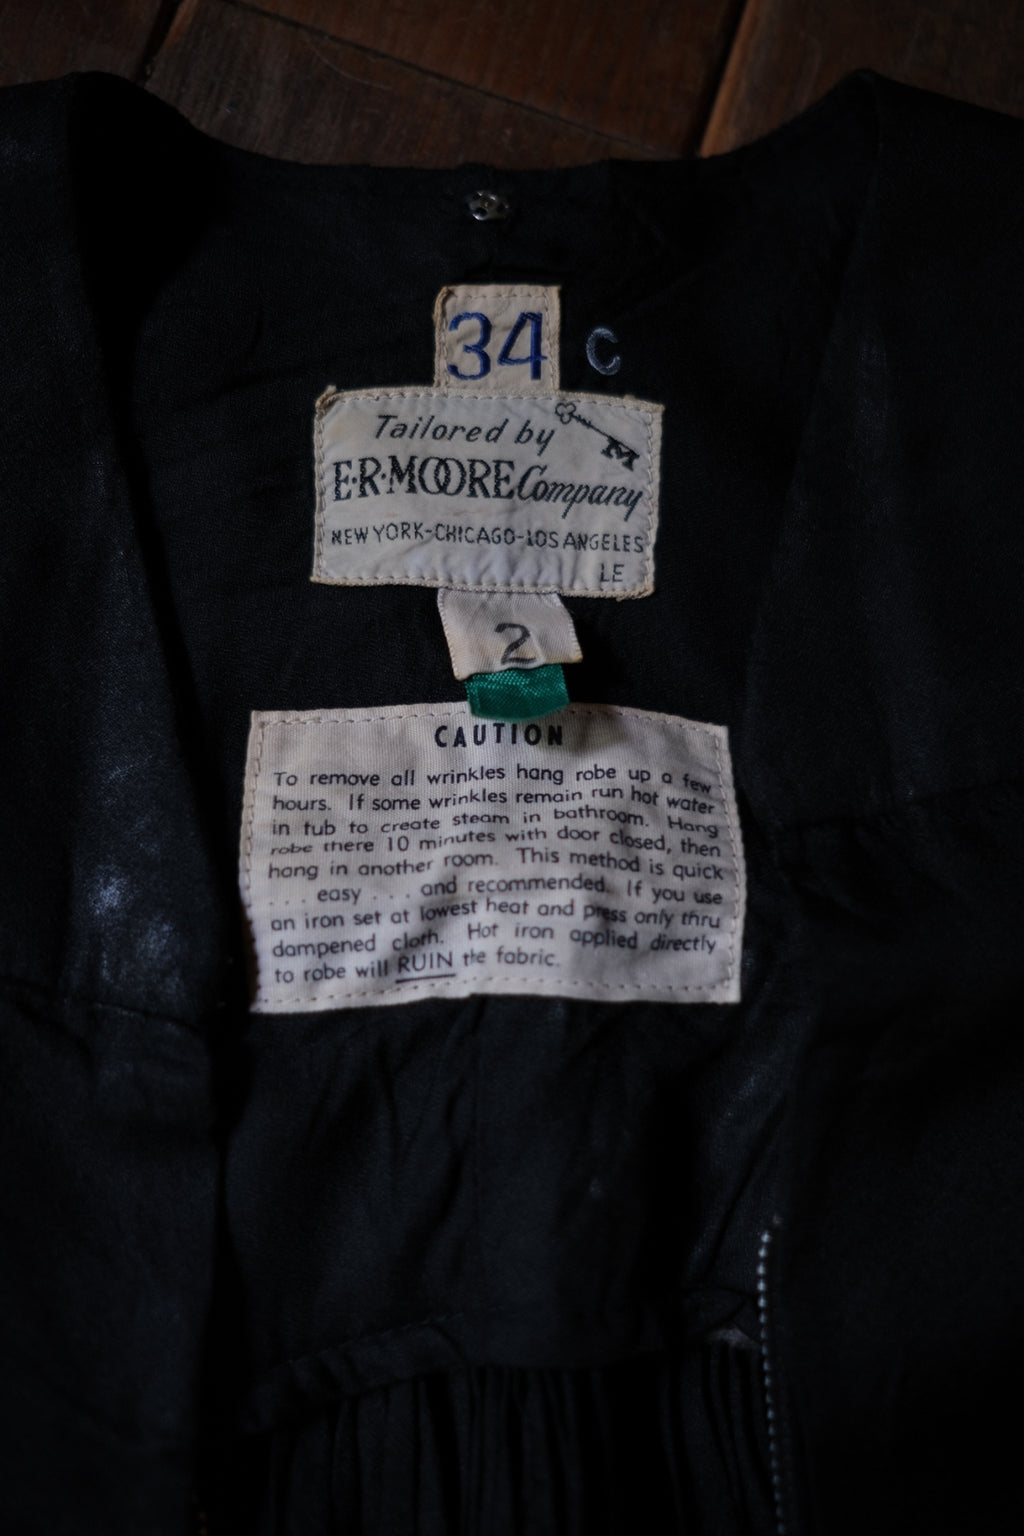 34 C
Tailored by
E·R·MOORE Company
NEW YORK-CHICAGO-LOS ANGELES
LE
2
CAUTION
To remove all wrinkles hang robe up a few
hours. If some wrinkles remain run hot water
in tub to create steam in bathroom. Hang
robe there 10 minutes with door closed, then
hang in another room. This method is quick
. . . easy . . . and recommended. If you use
an iron set at lowest heat and press only thru
dampened cloth. Hot iron applied directly
to robe will RUIN the fabric.